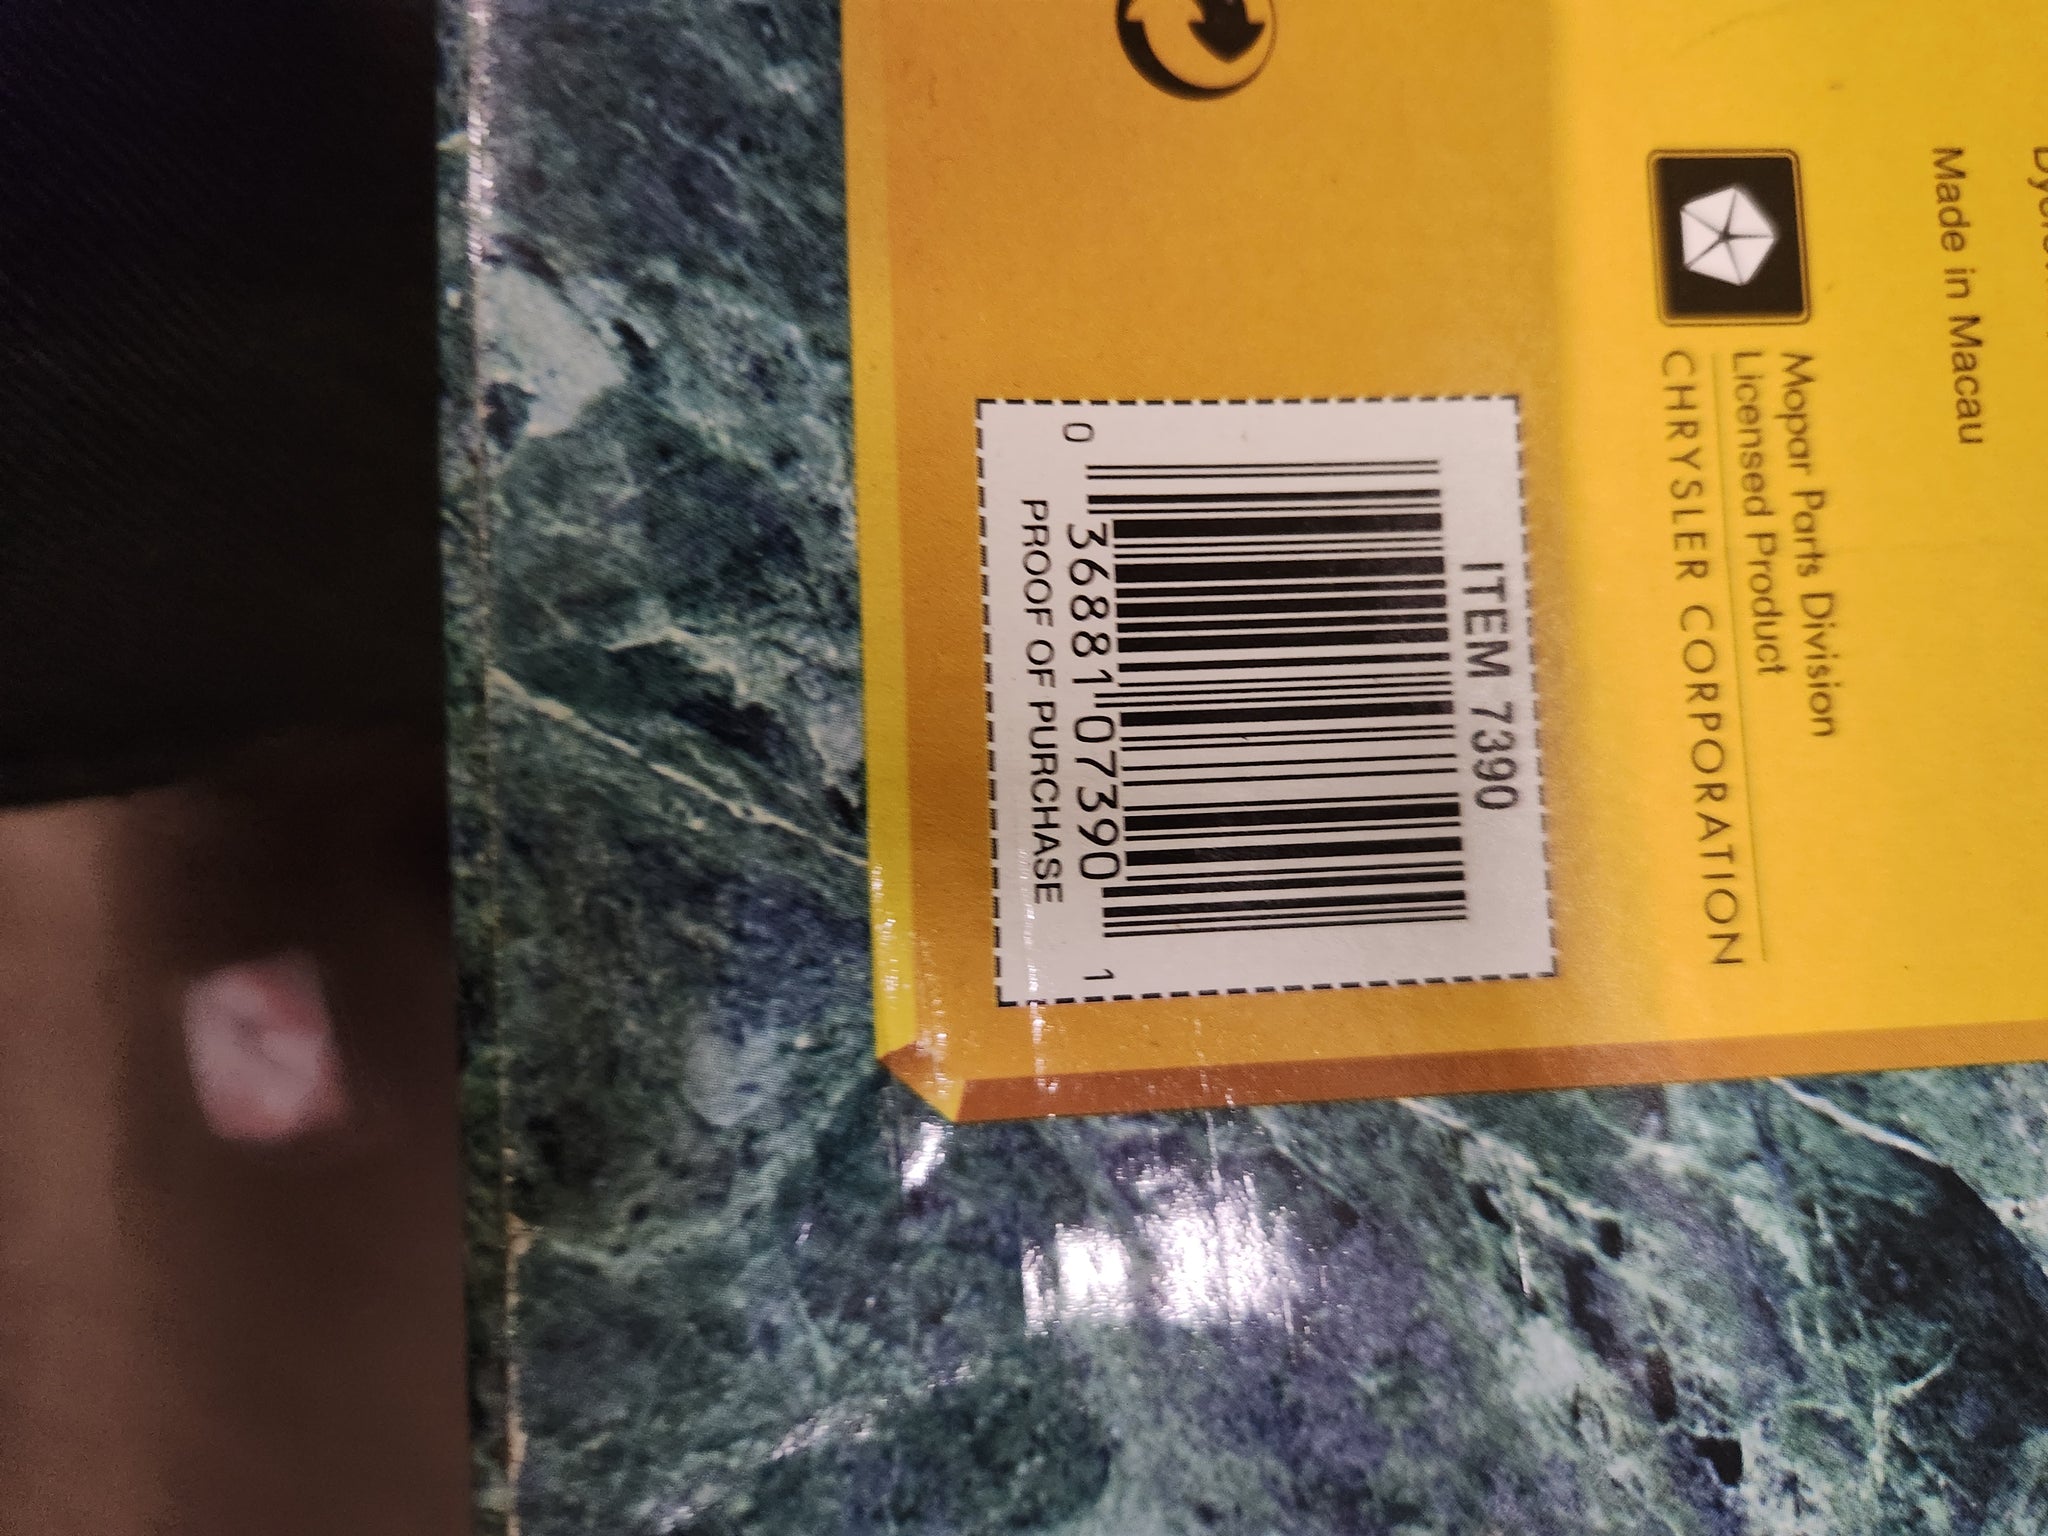 Made in Macau
Mopar Parts Division
Licensed Product
CHRYSLER CORPORATION
ITEM 7390
0 36881 07390 1
PROOF OF PURCHASE